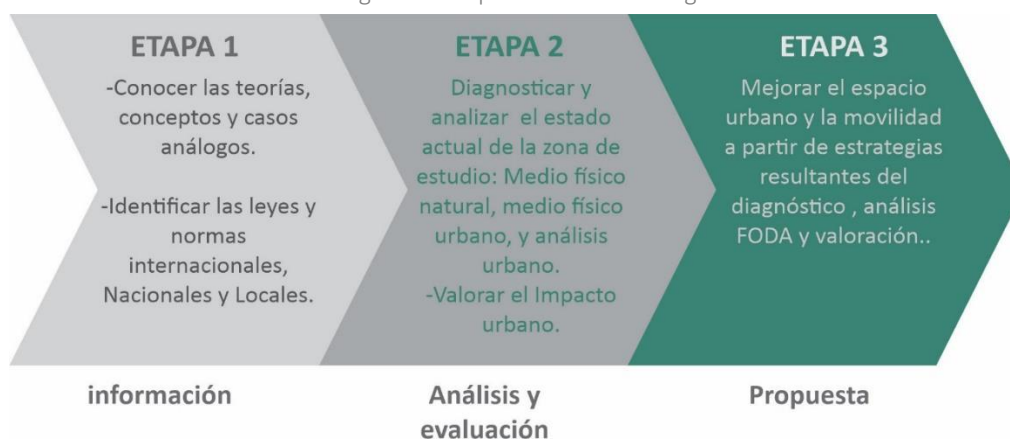 ETAPA 1
-Conocer las teorías,
conceptos y casos
análogos.
-Identificar las leyes y
normas
internacionales,
Nacionales y Locales.
información
ETAPA 2
Diagnosticar y
analizar el estado
actual de la zona de
estudio: Medio físico
natural, medio físico
urbano, y análisis
urbano.
-Valorar el Impacto
urbano.
Análisis y
evaluación
ETAPA 3
Mejorar el espacio
urbano y la movilidad
a partir de estrategias
resultantes del
diagnóstico , análisis
FODA y valoración..
Propuesta